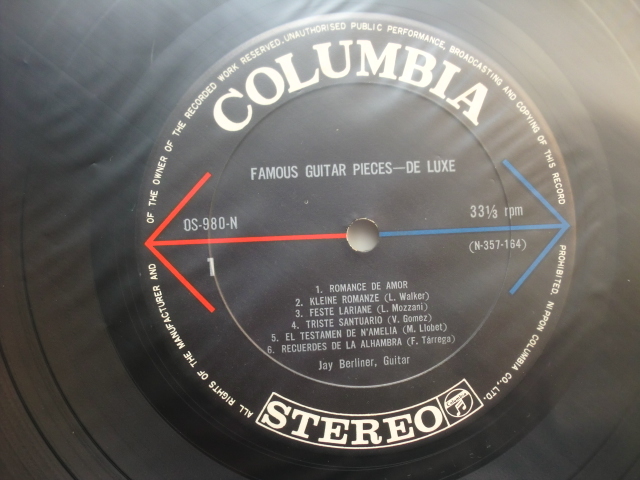 ALL RIGHTS OF THE MANUFACTURER AND OF THE OWNER OF THE RECORDED WORK RESERVED. UNAUTHORISED PUBLIC PERFORMANCE, BROADCASTING AND COPYING OF THIS RECORD PROHIBITED. NIPPON COLUMBIA CO., LTD.
COLUMBIA
FAMOUS GUITAR PIECES—DE LUXE
OS-980-N
33⅓ rpm
(N-357-164)
1
1. ROMANCE DE AMOR
2. KLEINE ROMANZE (L. Walker)
3. FESTE LARIANE (L. Mozzani)
4. TRISTE SANTUARIO (V. Gomez)
5. EL TESTAMEN DE N'AMELIA (M. Llobet)
6. RECUERDES DE LA ALHAMBRA (F. Tárrega)
Jay Berliner, Guitar
STEREO